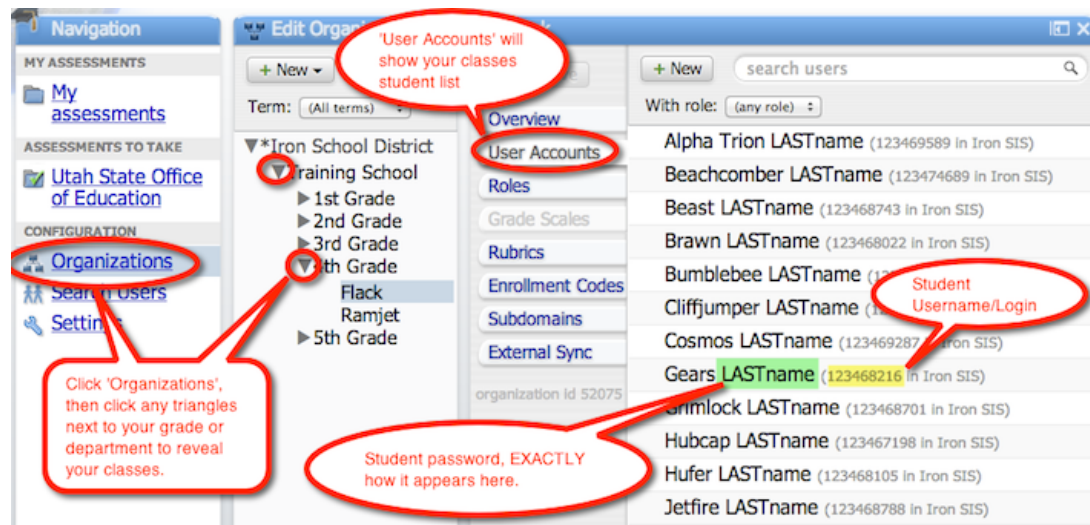 Navigation
MY ASSESSMENTS
My
assessments
ASSESSMENTS TO TAKE
Utah State Office
of Education
CONFIGURATION
Organizations
Search Users
Settings
Click 'Organizations',
then click any triangles
next to your grade or
department to reveal
your classes.
Edit Organiz
+ New
Term: (All terms)
*Iron School District
Training School
1st Grade
2nd Grade
3rd Grade
4th Grade
Flack
Ramjet
5th Grade
'User Accounts' will
show your classes
student list
Overview
User Accounts
Roles
Grade Scales
Rubrics
Enrollment Codes
Subdomains
External Sync
organization id 52075
Student password, EXACTLY
how it appears here.
+ New
search users
With role: (any role)
Alpha Trion LASTname (123469589 in Iron SIS)
Beachcomber LASTname (123474689 in Iron SIS)
Beast LASTname (123468743 in Iron SIS)
Brawn LASTname (123468022 in Iron SIS)
Bumblebee LASTname
Cliffjumper LASTname
Cosmos LASTname (123469287 in Iron SIS)
Gears LASTname (123468216 in Iron SIS)
Grimlock LASTname (123468701 in Iron SIS)
Hubcap LASTname (123467198 in Iron SIS)
Hufer LASTname (123468105 in Iron SIS)
Jetfire LASTname (123468788 in Iron SIS)
Student
Username/Login